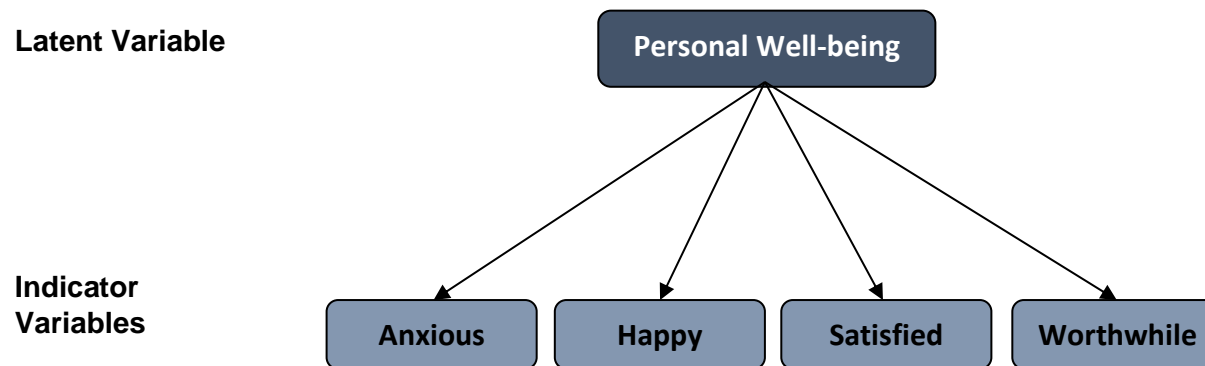 Latent Variable
Personal Well-being
Indicator
Variables
Anxious
Happy
Satisfied
Worthwhile